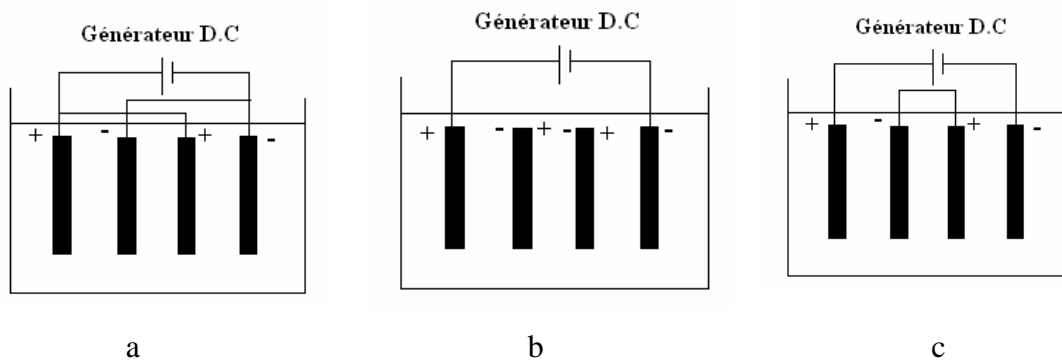 Générateur D.C
+ - + -
a
Générateur D.C
+ - + - + -
b
Générateur D.C
+ - + -
c